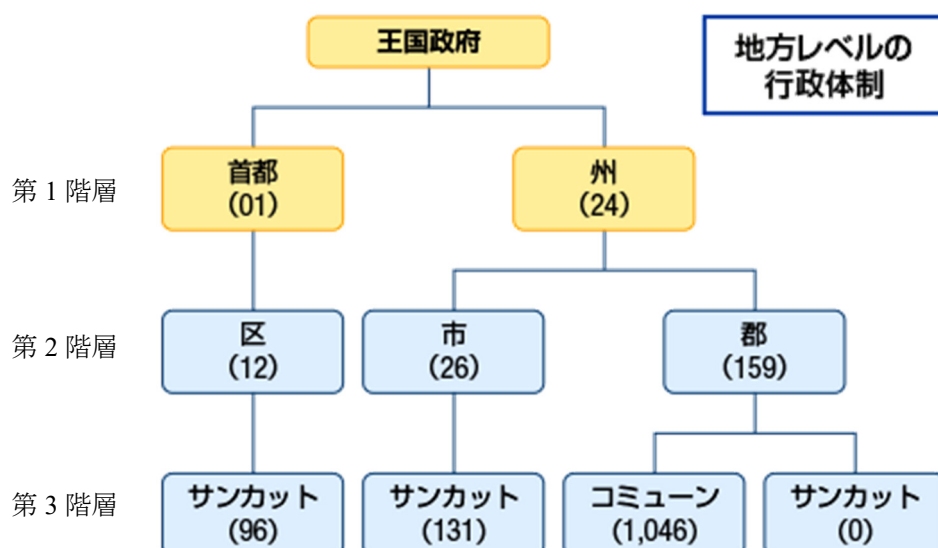 王国政府
地方レベルの
行政体制
第1階層
首都
(01)
州
(24)
第2階層
区
(12)
市
(26)
郡
(159)
第3階層
サンカット
(96)
サンカット
(131)
コミューン
(1,046)
サンカット
(0)